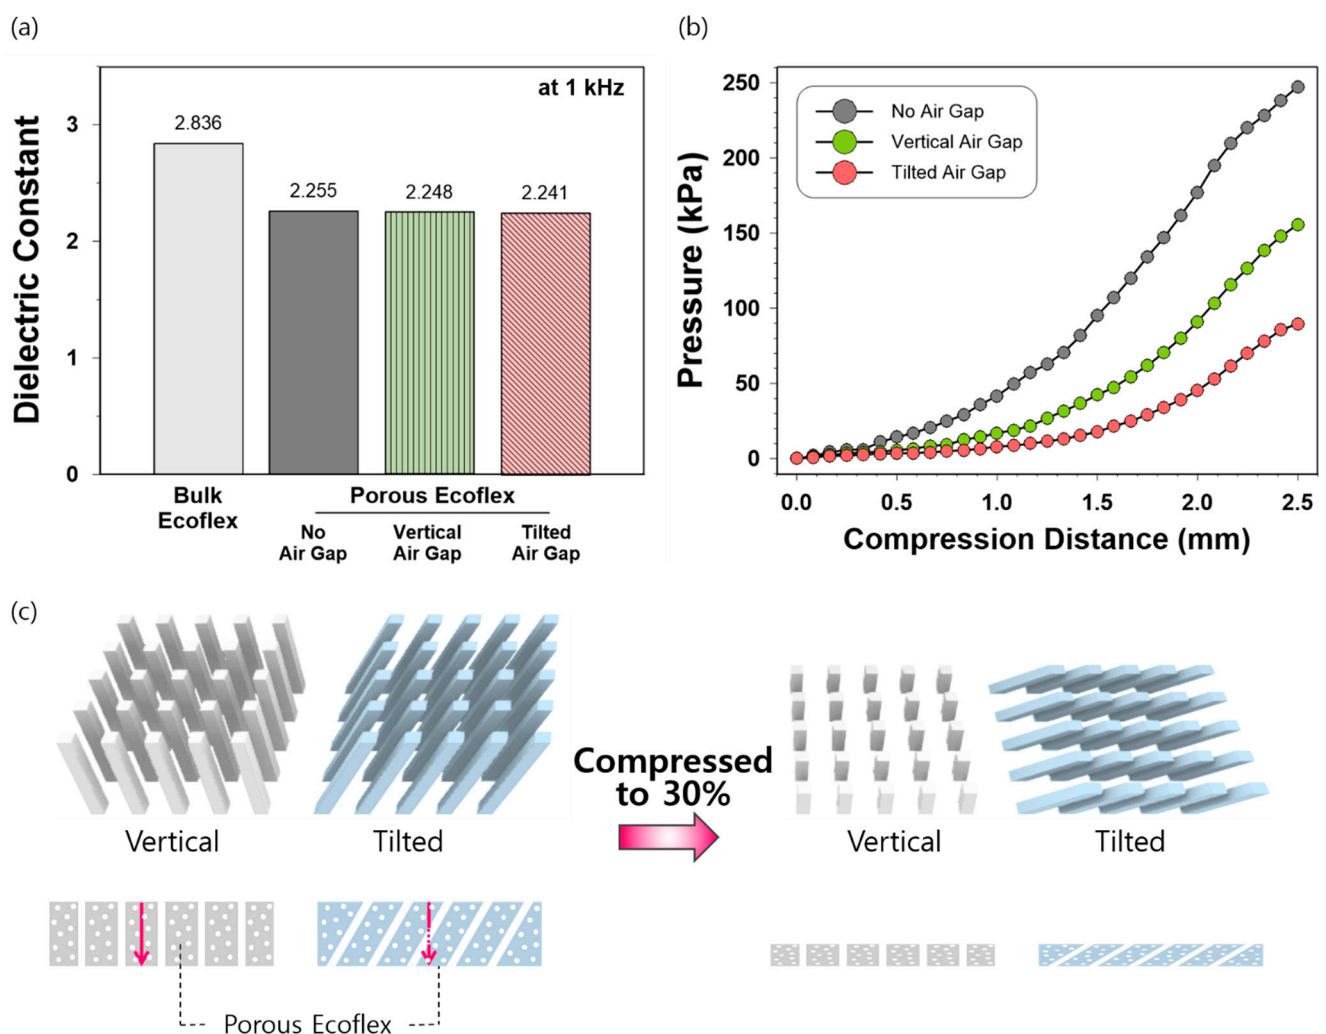 (a)
at 1 kHz
Dielectric Constant
3
2
1
0
2.836
2.255
2.248
2.241
Bulk
Ecoflex
Porous Ecoflex
No
Air Gap
Vertical
Air Gap
Tilted
Air Gap
(b)
Pressure (kPa)
250
200
150
100
50
0
No Air Gap
Vertical Air Gap
Tilted Air Gap
0.0 0.5 1.0 1.5 2.0 2.5
Compression Distance (mm)
(c)
Vertical
Tilted
Compressed
to 30%
Vertical
Tilted
Porous Ecoflex